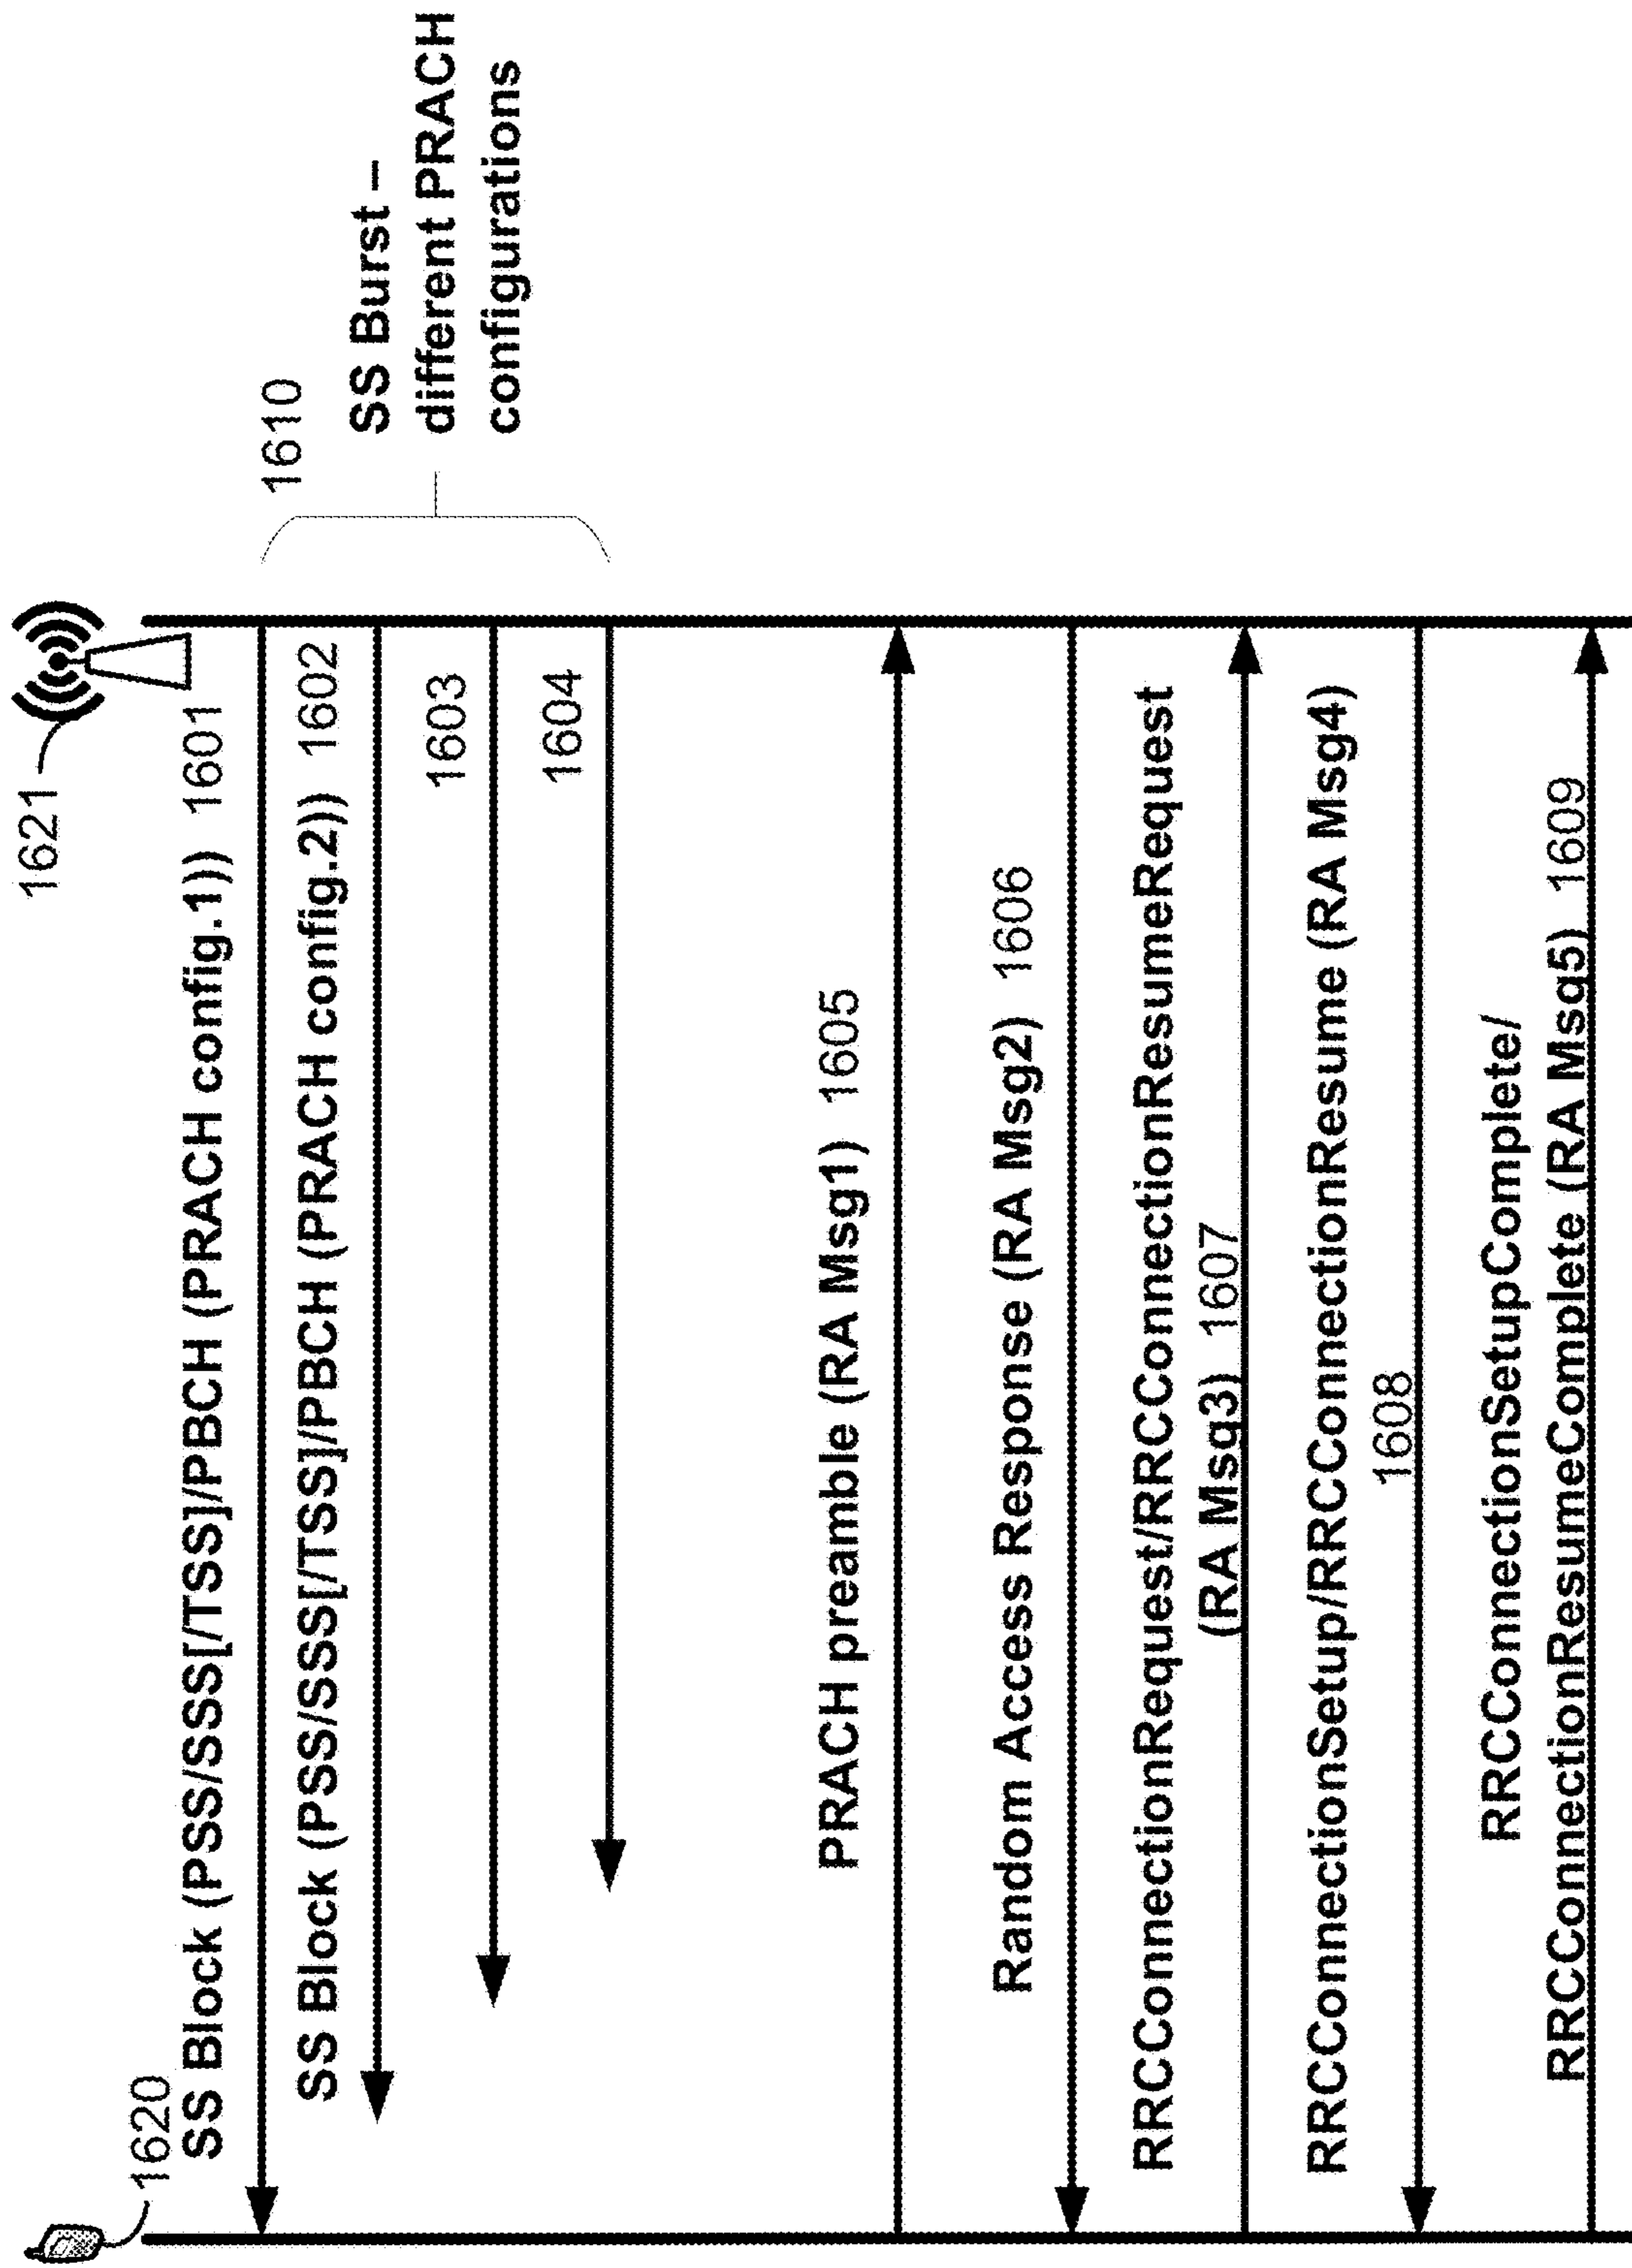 1620
1621
SS Block (PSS/SSS[/TSS]/PBCH (PRACH config.1)) 1601
SS Block (PSS/SSS[/TSS]/PBCH (PRACH config.2)) 1602
1603
1604
1610
SS Burst –
different PRACH
configurations
PRACH preamble (RA Msg1) 1605
Random Access Response (RA Msg2) 1606
RRCConnectionRequest/RRCConnectionResumeRequest
(RA Msg3) 1607
RRCConnectionSetup/RRCConnectionResume (RA Msg4)
1608
RRCConnectionSetupComplete/
RRCConnectionResumeComplete (RA Msg5) 1609